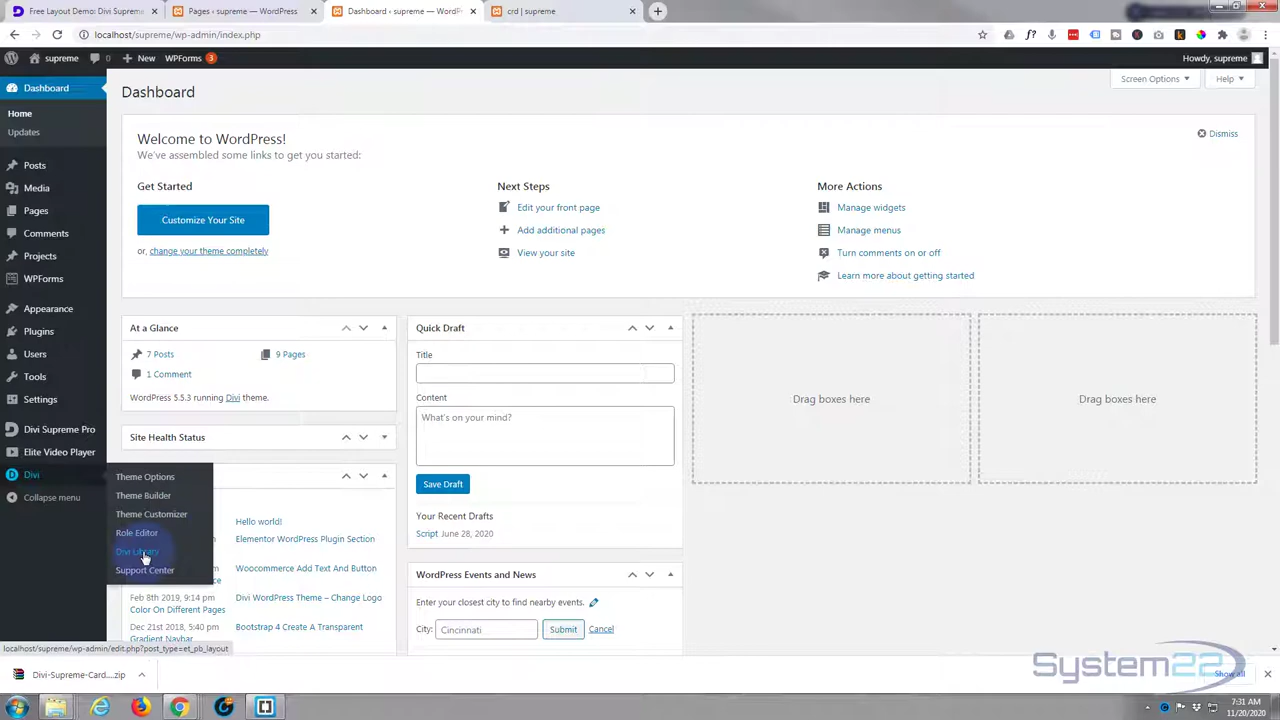 Free Layout Demo: Divi Suprem
Pages ‹ supreme — WordPress
Dashboard ‹ supreme — WordPres
crd | supreme
localhost/supreme/wp-admin/index.php
supreme
0
New
WPForms 3
Howdy, supreme
Dashboard
Home
Updates
Posts
Media
Pages
Comments
Projects
WPForms
Appearance
Plugins
Users
Tools
Settings
Divi Supreme Pro
Elite Video Player
Divi
Collapse menu
Theme Options
Theme Builder
Theme Customizer
Role Editor
Divi Library
Support Center
Dashboard
Screen Options
Help
Welcome to WordPress!
We've assembled some links to get you started:
Dismiss
Get Started
Customize Your Site
or, change your theme completely
Next Steps
Edit your front page
Add additional pages
View your site
More Actions
Manage widgets
Manage menus
Turn comments on or off
Learn more about getting started
At a Glance
7 Posts
9 Pages
1 Comment
WordPress 5.5.3 running Divi theme.
Site Health Status
Hello world!
Elementor WordPress Plugin Section
Woocommerce Add Text And Button
Divi WordPress Theme – Change Logo
Feb 8th 2019, 9:14 pm
Color On Different Pages
Dec 21st 2018, 5:40 pm
Bootstrap 4 Create A Transparent
Gradient Navbar
Quick Draft
Title
Content
What's on your mind?
Save Draft
Your Recent Drafts
Script June 28, 2020
WordPress Events and News
Enter your closest city to find nearby events.
City:
Cincinnati
Submit
Cancel
Drag boxes here
Drag boxes here
localhost/supreme/wp-admin/edit.php?post_type=et_pb_layout
Divi-Supreme-Card....zip
Show all
System22
7:31 AM
11/20/2020